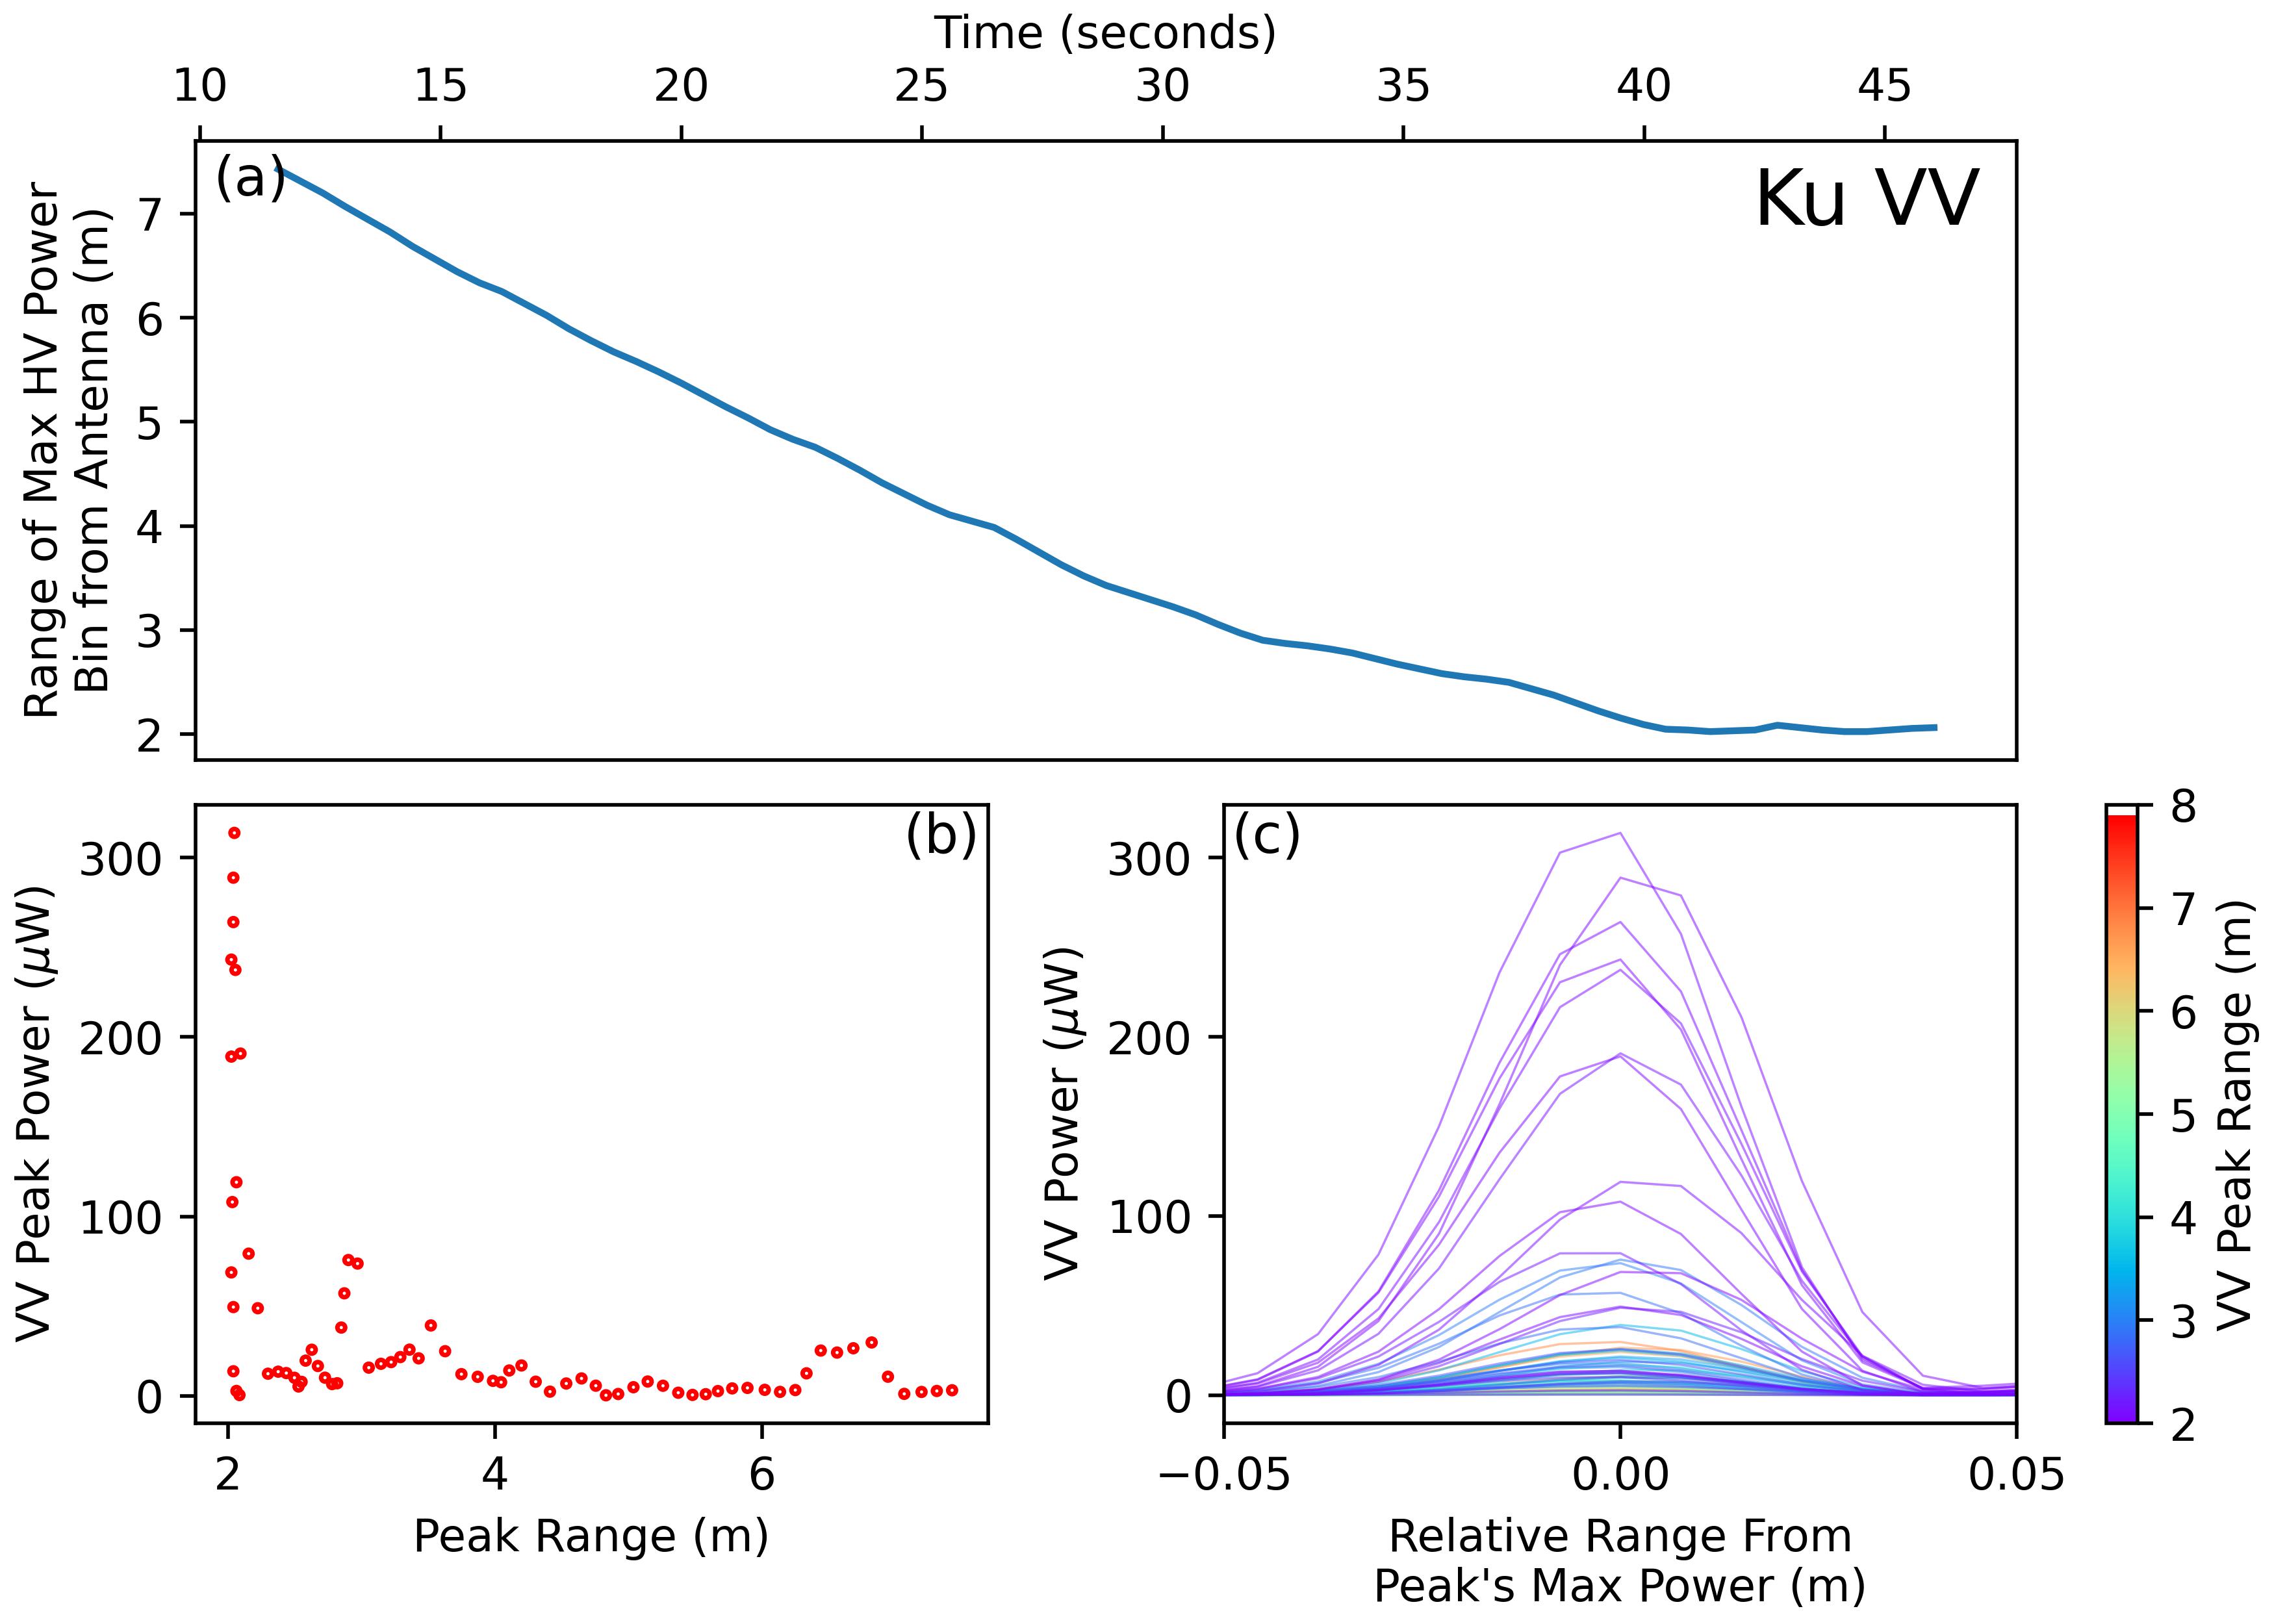 Time (seconds)
10 15 20 25 30 35 40 45
(a)
Ku VV
Range of Max HV Power
Bin from Antenna (m)
7
6
5
4
3
2
(b)
VV Peak Power (μW)
300
200
100
0
2 4 6
Peak Range (m)
(c)
VV Power (μW)
300
200
100
0
−0.05 0.00 0.05
Relative Range From
Peak's Max Power (m)
8
7
6
5
4
3
2
VV Peak Range (m)